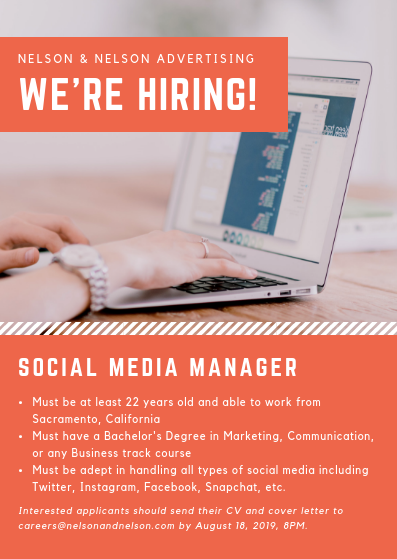 NELSON & NELSON ADVERTISING
WE'RE HIRING!
SOCIAL MEDIA MANAGER
• Must be at least 22 years old and able to work from
Sacramento, California
• Must have a Bachelor's Degree in Marketing, Communication,
or any Business track course
• Must be adept in handling all types of social media including
Twitter, Instagram, Facebook, Snapchat, etc.
Interested applicants should send their CV and cover letter to
careers@nelsonandnelson.com by August 18, 2019, 8PM.